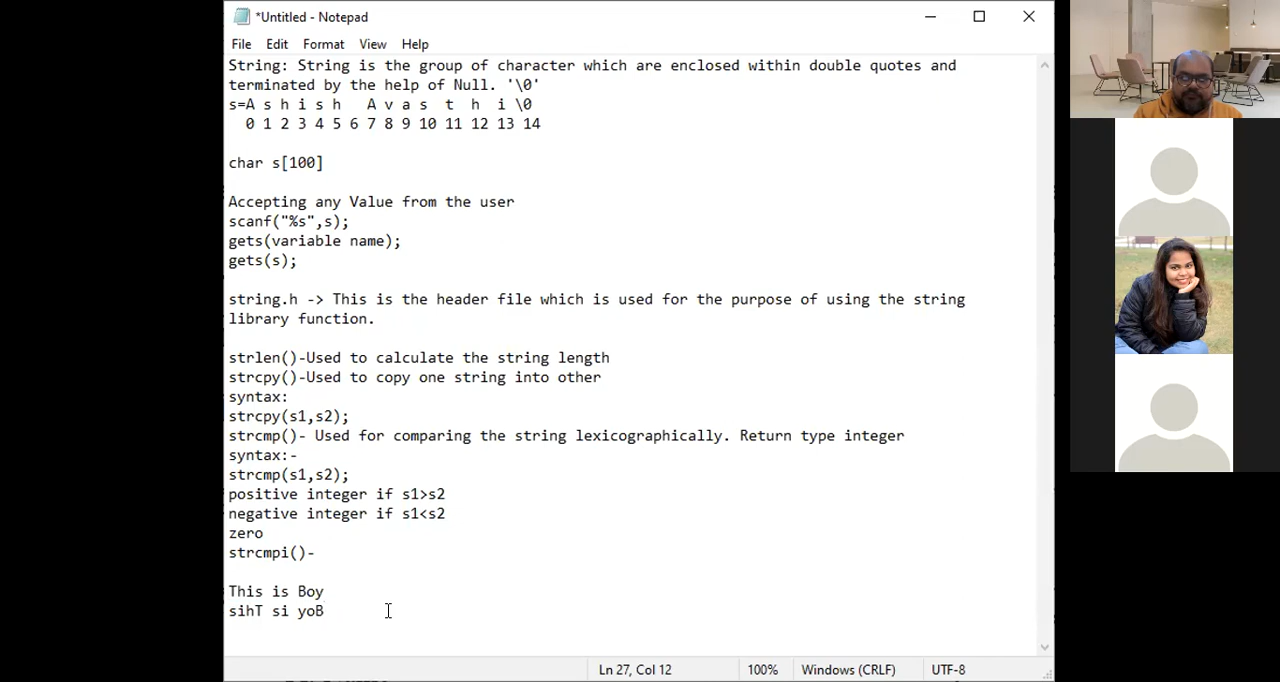 *Untitled - Notepad
File Edit Format View Help
String: String is the group of character which are enclosed within double quotes and
terminated by the help of Null. '\0'
s=A s h i s h   A v a s  t  h  i \0
  0 1 2 3 4 5 6 7 8 9 10 11 12 13 14
char s[100]
Accepting any Value from the user
scanf("%s",s);
gets(variable name);
gets(s);
string.h -> This is the header file which is used for the purpose of using the string
library function.
strlen()-Used to calculate the string length
strcpy()-Used to copy one string into other
syntax:
strcpy(s1,s2);
strcmp()- Used for comparing the string lexicographically. Return type integer
syntax:-
strcmp(s1,s2);
positive integer if s1>s2
negative integer if s1<s2
zero
strcmpi()-
This is Boy
sihT si yoB
Ln 27, Col 12 100% Windows (CRLF) UTF-8